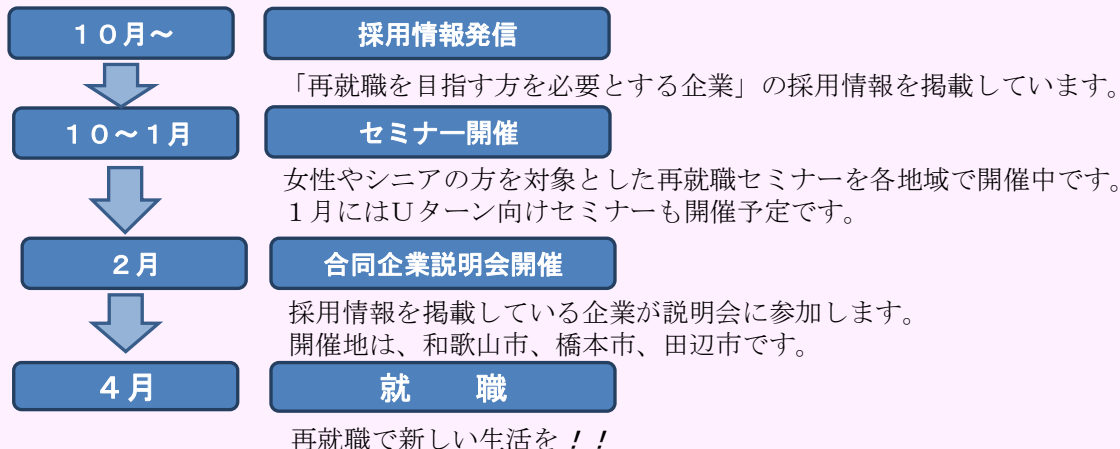 １０月～
採用情報発信
「再就職を目指す方を必要とする企業」の採用情報を掲載しています。
１０～１月
セミナー開催
女性やシニアの方を対象とした再就職セミナーを各地域で開催中です。
１月にはＵターン向けセミナーも開催予定です。
２月
合同企業説明会開催
採用情報を掲載している企業が説明会に参加します。
開催地は、和歌山市、橋本市、田辺市です。
４月
就　職
再就職で新しい生活を！！